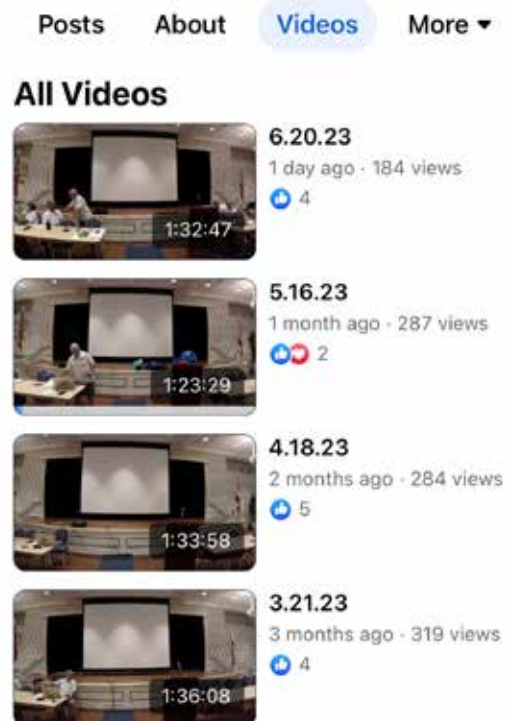 Posts About Videos More
All Videos
6.20.23
1 day ago · 184 views
4
1:32:47
5.16.23
1 month ago · 287 views
2
1:23:29
4.18.23
2 months ago · 284 views
5
1:33:58
3.21.23
3 months ago · 319 views
4
1:36:08